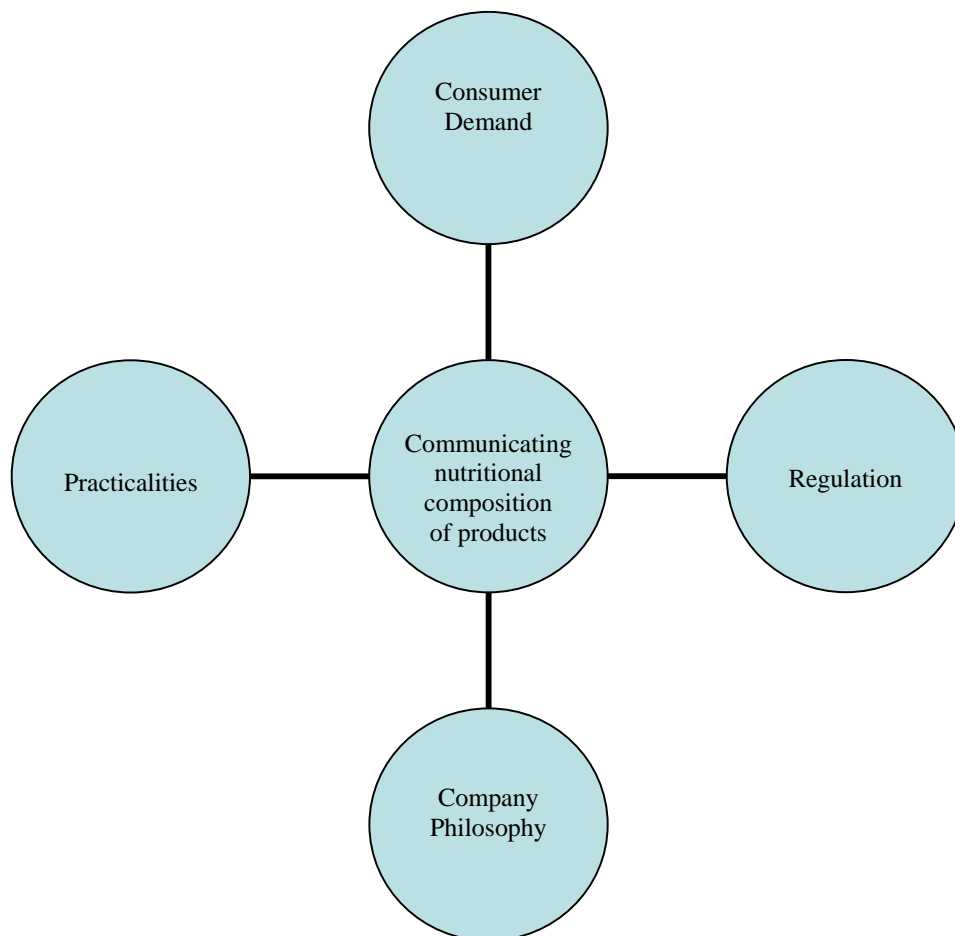 Consumer
Demand
Practicalities
Communicating
nutritional
composition
of products
Regulation
Company
Philosophy